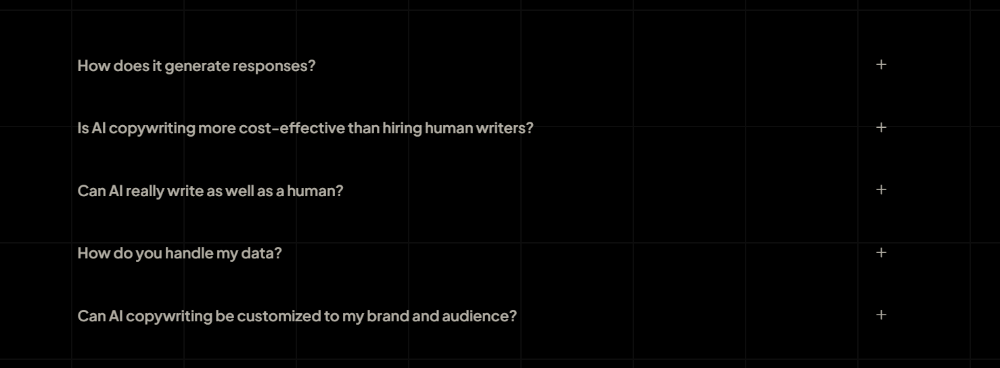 How does it generate responses? +
Is AI copywriting more cost-effective than hiring human writers? +
Can AI really write as well as a human? +
How do you handle my data? +
Can AI copywriting be customized to my brand and audience? +